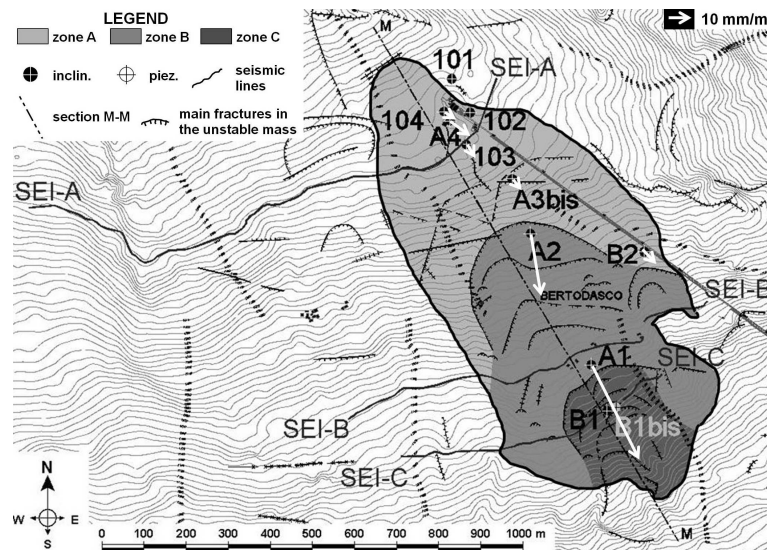 LEGEND
zone A zone B zone C
inclin. piez. seismic lines
section M-M main fractures in the unstable mass
10 mm/m
M
101
SEI-A
104
102
A4
103
SEI-A
A3bis
A2
B2
BERTODASCO
SEI-B
A1
SEI-C
B1
B1bis
SEI-B
SEI-C
N
W E
S
M
0 100 200 300 400 500 600 700 800 900 1000 m